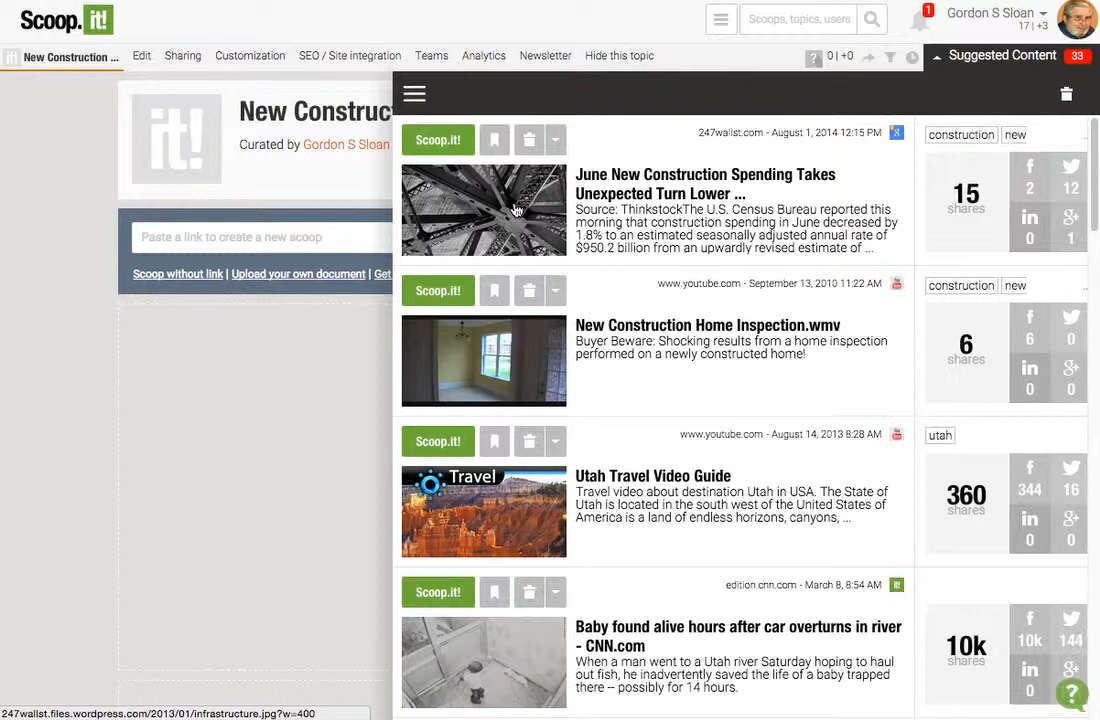 Scoop.it!
Scoops, topics, users
1
Gordon S Sloan
17 | +3
it!
New Construction ...
Edit
Sharing
Customization
SEO / Site integration
Teams
Analytics
Newsletter
Hide this topic
?
0 | +0
Suggested Content
33
it!
New Construct
Curated by Gordon S Sloan
Paste a link to create a new scoop
Scoop without link | Upload your own document | Get
Scoop.it!
247wallst.com - August 1, 2014 12:15 PM
8
June New Construction Spending Takes
Unexpected Turn Lower ...
Source: ThinkstockThe U.S. Census Bureau reported this
morning that construction spending in June decreased by
1.8% to an estimated seasonally adjusted annual rate of
$950.2 billion from an upwardly revised estimate of ...
construction
new
..
15
shares
f
2
12
in
0
g+
1
Scoop.it!
www.youtube.com - September 13, 2010 11:22 AM
New Construction Home Inspection.wmv
Buyer Beware: Shocking results from a home inspection
performed on a newly constructed home!
construction
new
..
6
shares
f
6
0
in
0
g+
0
Scoop.it!
www.youtube.com - August 14, 2013 8:28 AM
Travel
Utah Travel Video Guide
Travel video about destination Utah in USA. The State of
Utah is located in the south west of the United States of
America is a land of endless horizons, canyons, ...
utah
360
shares
f
344
16
in
0
g+
0
Scoop.it!
edition.cnn.com - March 8, 8:54 AM
it!
Baby found alive hours after car overturns in river
- CNN.com
When a man went to a Utah river Saturday hoping to haul
out fish, he inadvertently saved the life of a baby trapped
there -- possibly for 14 hours.
10k
shares
f
10k
144
in
0
g+
?
247wallst.files.wordpress.com/2013/01/infrastructure.jpg?w=400